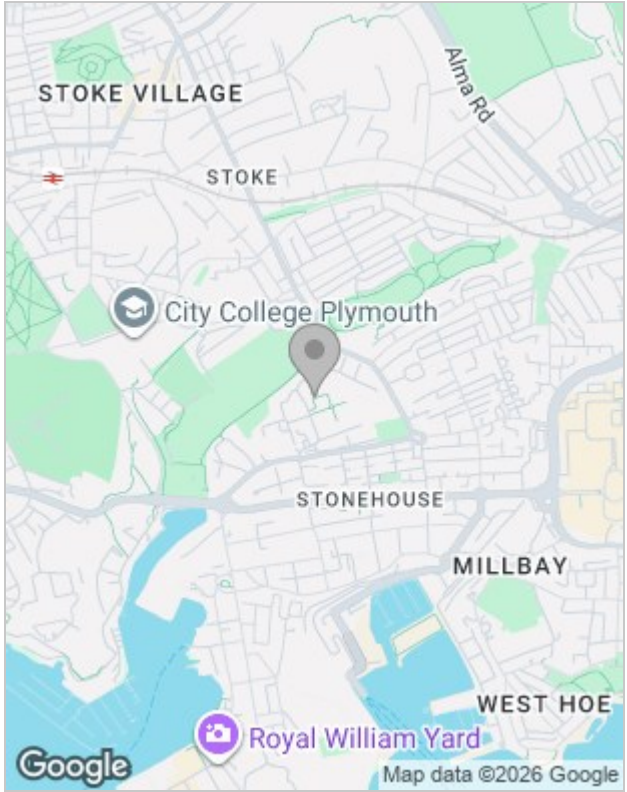 Alma Rd
STOKE VILLAGE
STOKE
City College Plymouth
STONEHOUSE
MILLBAY
WEST HOE
Royal William Yard
Google
Map data ©2026 Google